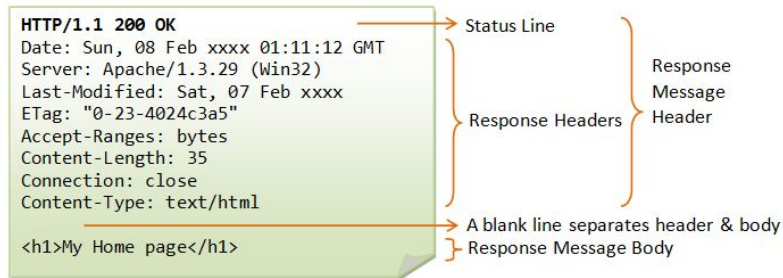 HTTP/1.1 200 OK
Date: Sun, 08 Feb xxxx 01:11:12 GMT
Server: Apache/1.3.29 (Win32)
Last-Modified: Sat, 07 Feb xxxx
ETag: "0-23-4024c3a5"
Accept-Ranges: bytes
Content-Length: 35
Connection: close
Content-Type: text/html
<h1>My Home page</h1>
Status Line
Response Headers
Response
Message
Header
A blank line separates header & body
Response Message Body